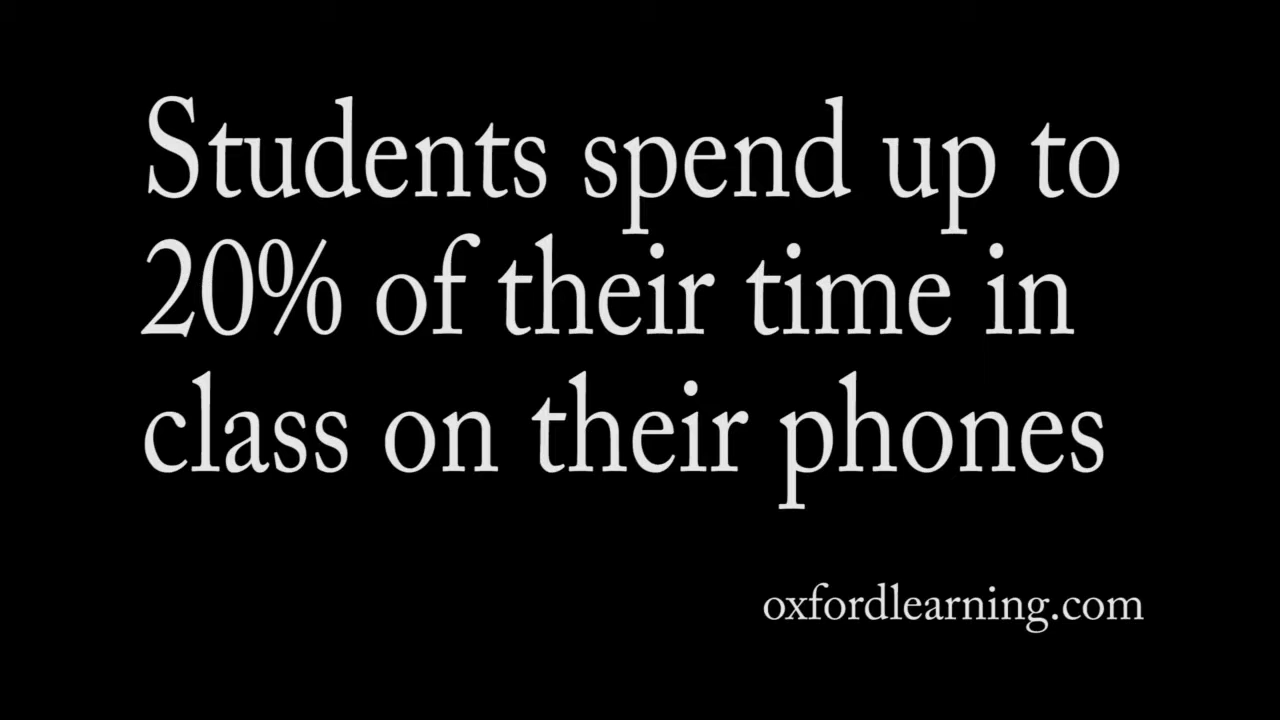 Students spend up to
20% of their time in
class on their phones
oxfordlearning.com